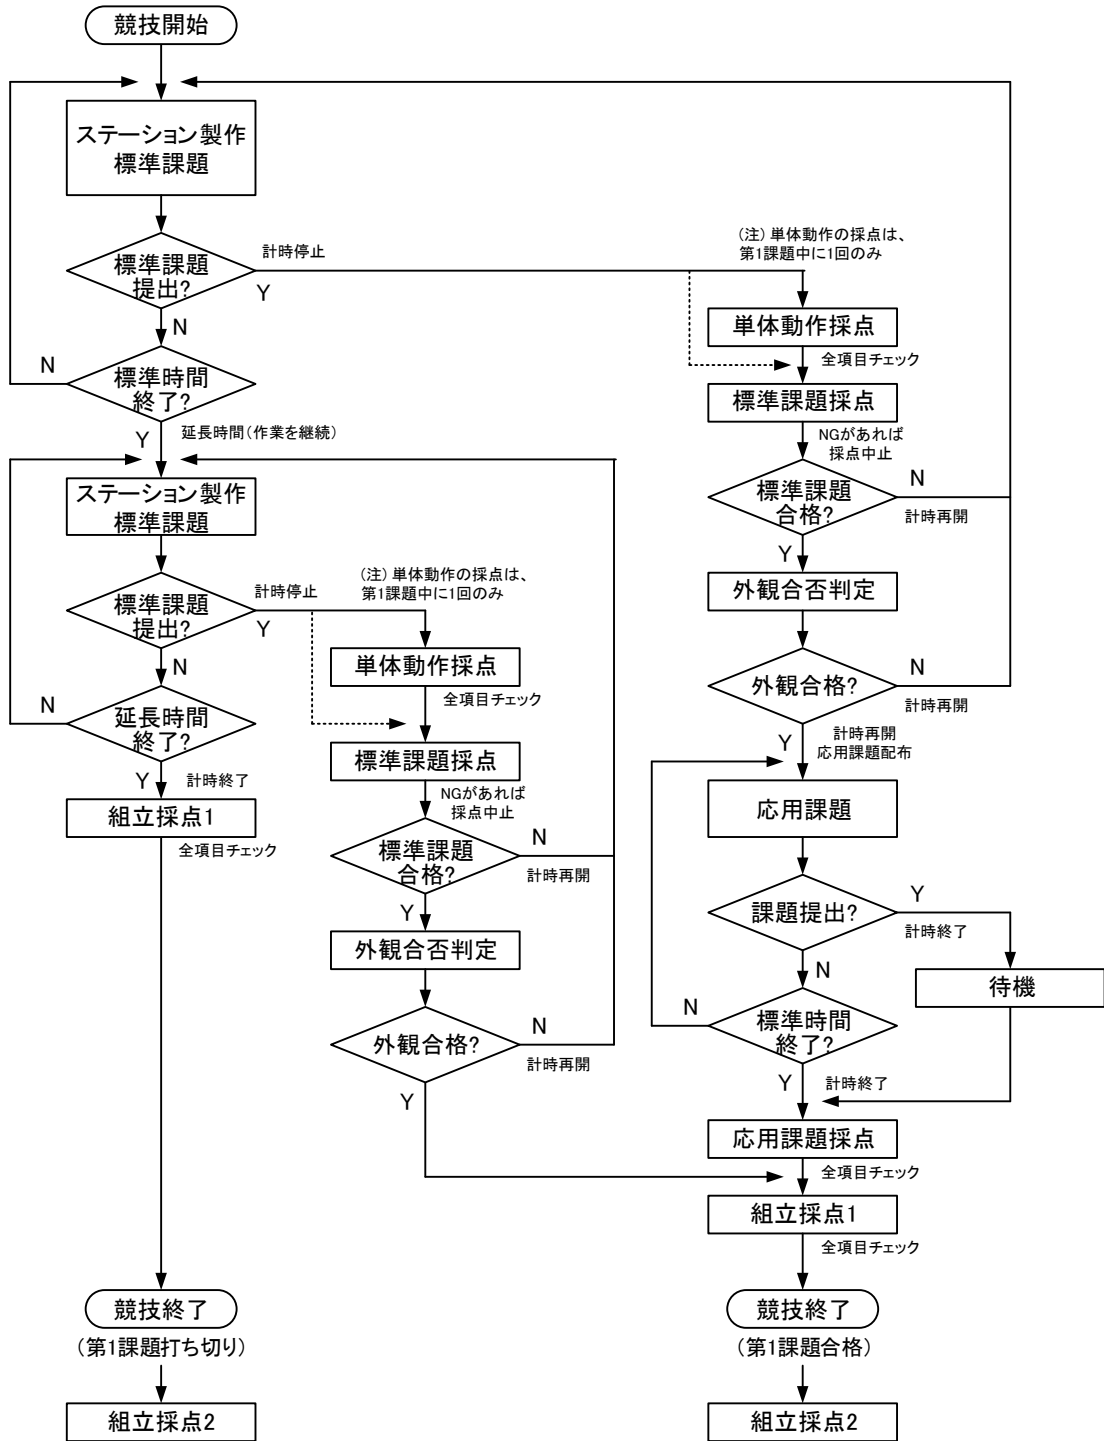 競技開始
ステーション製作
標準課題
標準課題
提出?
計時停止
Y
N
標準時間
終了?
N
Y
延長時間(作業を継続)
(注)単体動作の採点は、
第1課題中に1回のみ
単体動作採点
全項目チェック
標準課題採点
NGがあれば
採点中止
標準課題
合格?
N
計時再開
Y
外観合否判定
外観合格?
N
計時再開
Y
計時再開
応用課題配布
応用課題
課題提出?
Y
計時終了
N
待機
標準時間
終了?
N
Y
計時終了
応用課題採点
全項目チェック
組立採点1
全項目チェック
競技終了
(第1課題合格)
組立採点2
ステーション製作
標準課題
標準課題
提出?
計時停止
Y
N
(注)単体動作の採点は、
第1課題中に1回のみ
延長時間
終了?
N
Y
計時終了
組立採点1
全項目チェック
単体動作採点
全項目チェック
標準課題採点
NGがあれば
採点中止
標準課題
合格?
N
計時再開
Y
外観合否判定
外観合格?
N
計時再開
Y
競技終了
(第1課題打ち切り)
組立採点2